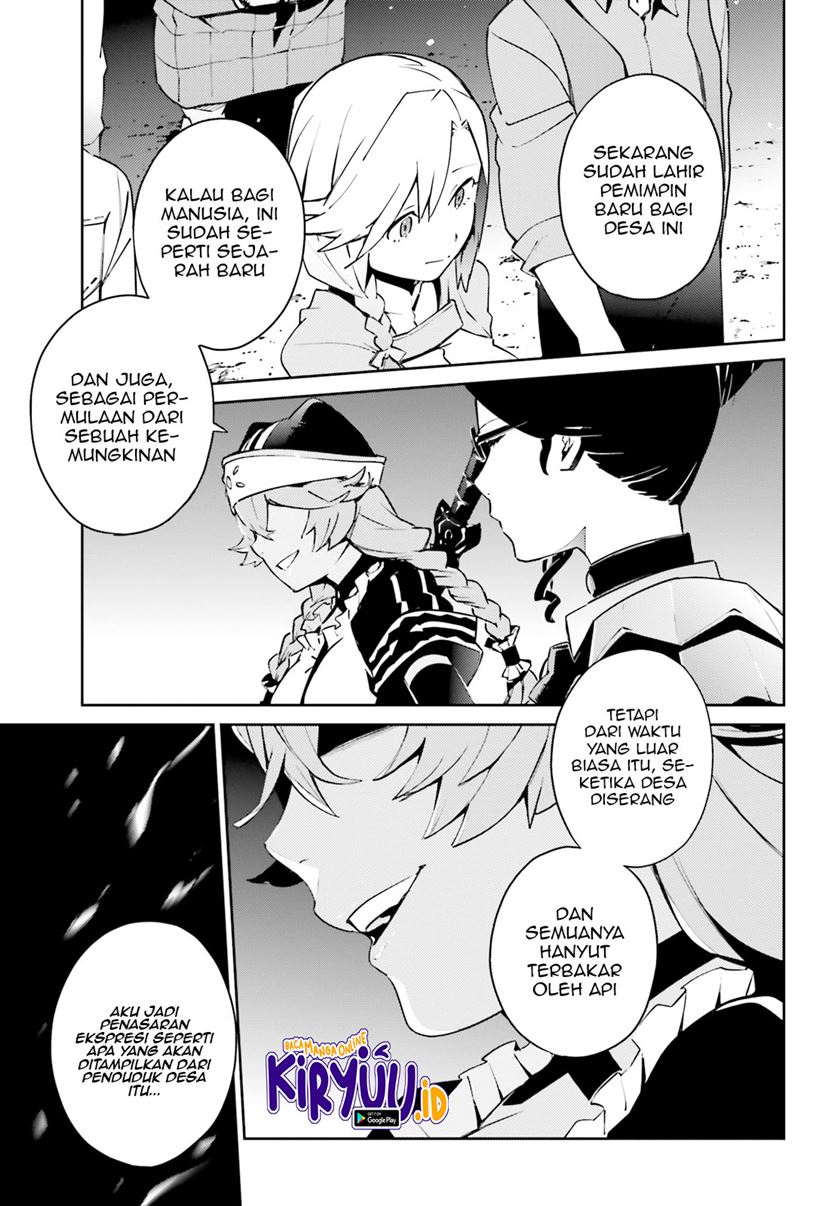 SEKARANG
SUDAH LAHIR
PEMIMPIN
BARU BAGI
DESA INI
KALAU BAGI
MANUSIA, INI
SUDAH SE-
PERTI SEJA-
RAH BARU
DAN JUGA,
SEBAGAI PER-
MULAAN DARI
SEBUAH KE-
MUNGKINAN
TETAPI
DARI WAKTU
YANG LUAR
BIASA ITU, SE-
KETIKA DESA
DISERANG
DAN
SEMUANYA
HANYUT
TERBAKAR
OLEH API
AKU JADI
PENASARAN
EKSPRESI SEPERTI
APA YANG AKAN
DITAMPILKAN DARI
PENDUDUK DESA
ITU...
BACA MANGA ONLINE
KIRYUU.ID
GET IT ON
Google Play